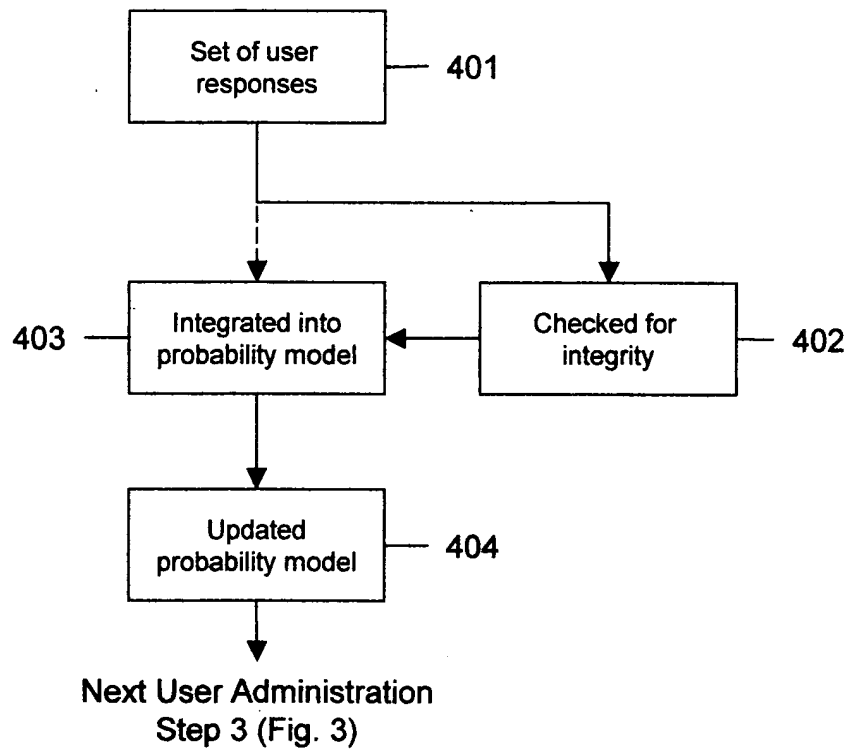 Set of user
responses
401
403
Integrated into
probability model
Checked for
integrity
402
Updated
probability model
404
Next User Administration
Step 3 (Fig. 3)